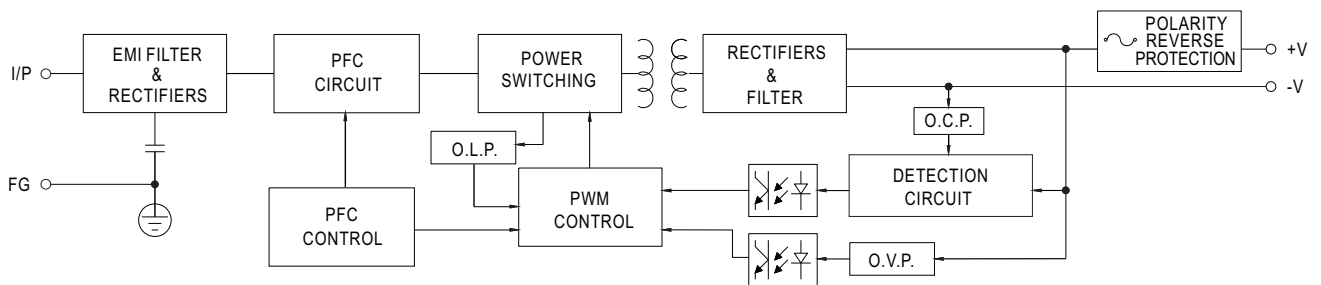 I/P
EMI FILTER
&
RECTIFIERS
PFC
CIRCUIT
POWER
SWITCHING
RECTIFIERS
&
FILTER
POLARITY
REVERSE
PROTECTION
+V
-V
O.C.P.
O.L.P.
DETECTION
CIRCUIT
FG
PFC
CONTROL
PWM
CONTROL
O.V.P.